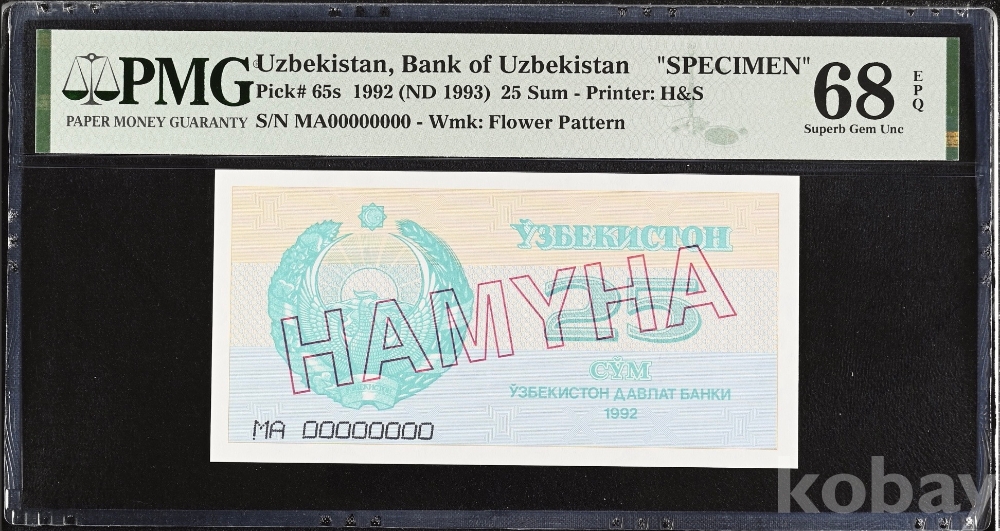 PMG
PAPER MONEY GUARANTY
Uzbekistan, Bank of Uzbekistan "SPECIMEN"
Pick# 65s 1992 (ND 1993) 25 Sum - Printer: H&S
S/N MA00000000 - Wmk: Flower Pattern
68
EPQ
Superb Gem Unc
ЎЗБЕКИСТОН
25
НАМУНА
СЎМ
ЎЗБЕКИСТОН ДАВЛАТ БАНКИ
1992
МА 00000000
kobay